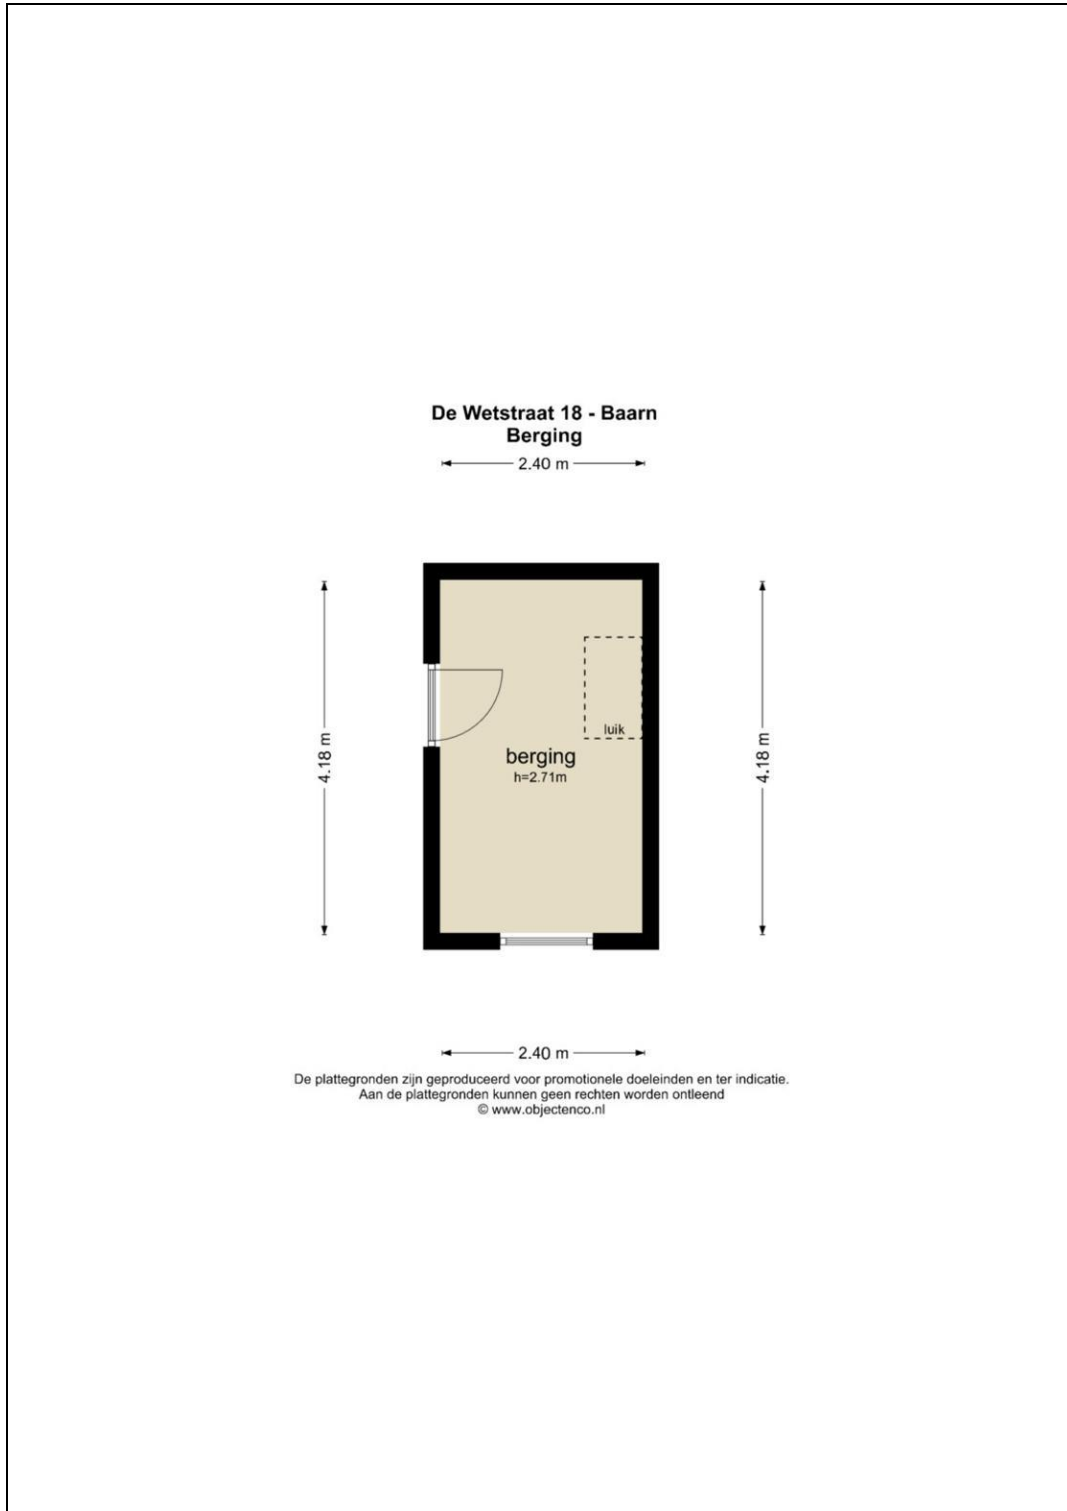 De Wetstraat 18 - Baarn
Berging
2.40 m
luik
berging
h=2.71m
4.18 m
4.18 m
2.40 m
De plattegronden zijn geproduceerd voor promotionele doeleinden en ter indicatie.
Aan de plattegronden kunnen geen rechten worden ontleend
© www.objectenco.nl